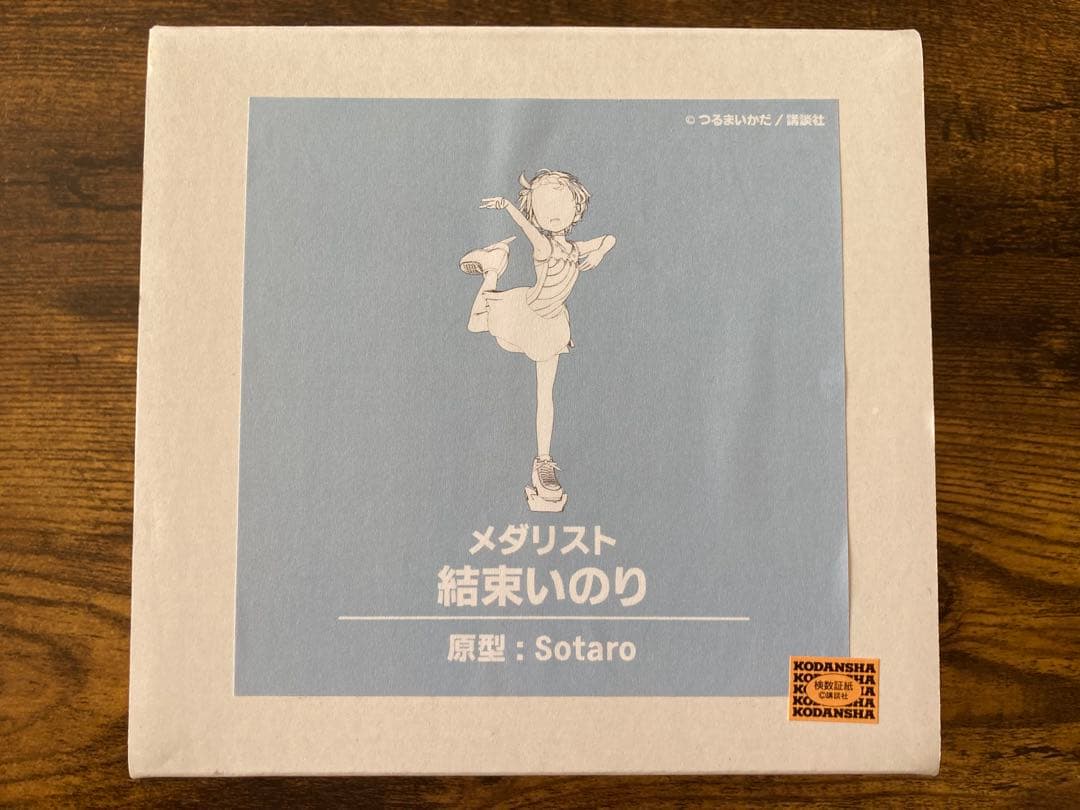 © つるまいかだ / 講談社
メダリスト
結束いのり
原型 : Sotaro
KODANSHA
検数証紙
©講談社
KODANSHA